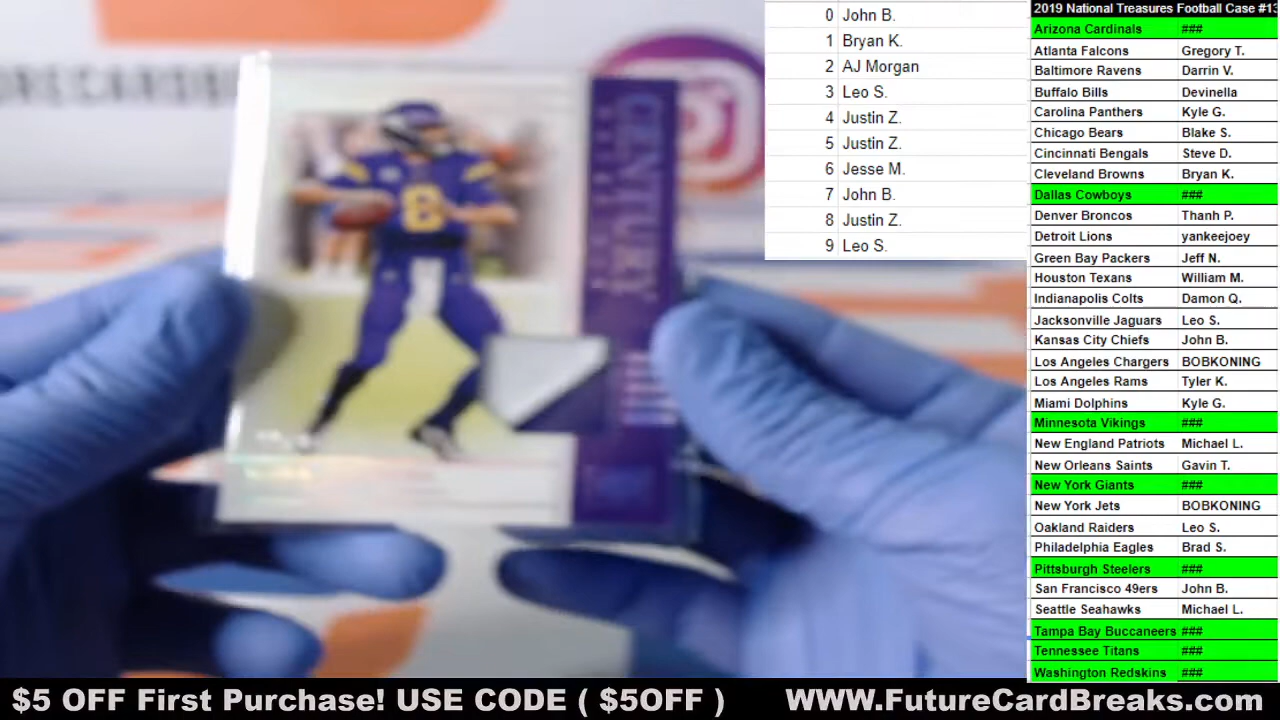 CENTURY
8
0 John B.
1 Bryan K.
2 AJ Morgan
3 Leo S.
4 Justin Z.
5 Justin Z.
6 Jesse M.
7 John B.
8 Justin Z.
9 Leo S.
2019 National Treasures Football Case #13
Arizona Cardinals ###
Atlanta Falcons Gregory T.
Baltimore Ravens Darrin V.
Buffalo Bills Devinella
Carolina Panthers Kyle G.
Chicago Bears Blake S.
Cincinnati Bengals Steve D.
Cleveland Browns Bryan K.
Dallas Cowboys ###
Denver Broncos Thanh P.
Detroit Lions yankeejoey
Green Bay Packers Jeff N.
Houston Texans William M.
Indianapolis Colts Damon Q.
Jacksonville Jaguars Leo S.
Kansas City Chiefs John B.
Los Angeles Chargers BOBKONING
Los Angeles Rams Tyler K.
Miami Dolphins Kyle G.
Minnesota Vikings ###
New England Patriots Michael L.
New Orleans Saints Gavin T.
New York Giants ###
New York Jets BOBKONING
Oakland Raiders Leo S.
Philadelphia Eagles Brad S.
Pittsburgh Steelers ###
San Francisco 49ers John B.
Seattle Seahawks Michael L.
Tampa Bay Buccaneers ###
Tennessee Titans ###
Washington Redskins ###
$5 OFF First Purchase! USE CODE ( $5OFF ) WWW.FutureCardBreaks.com